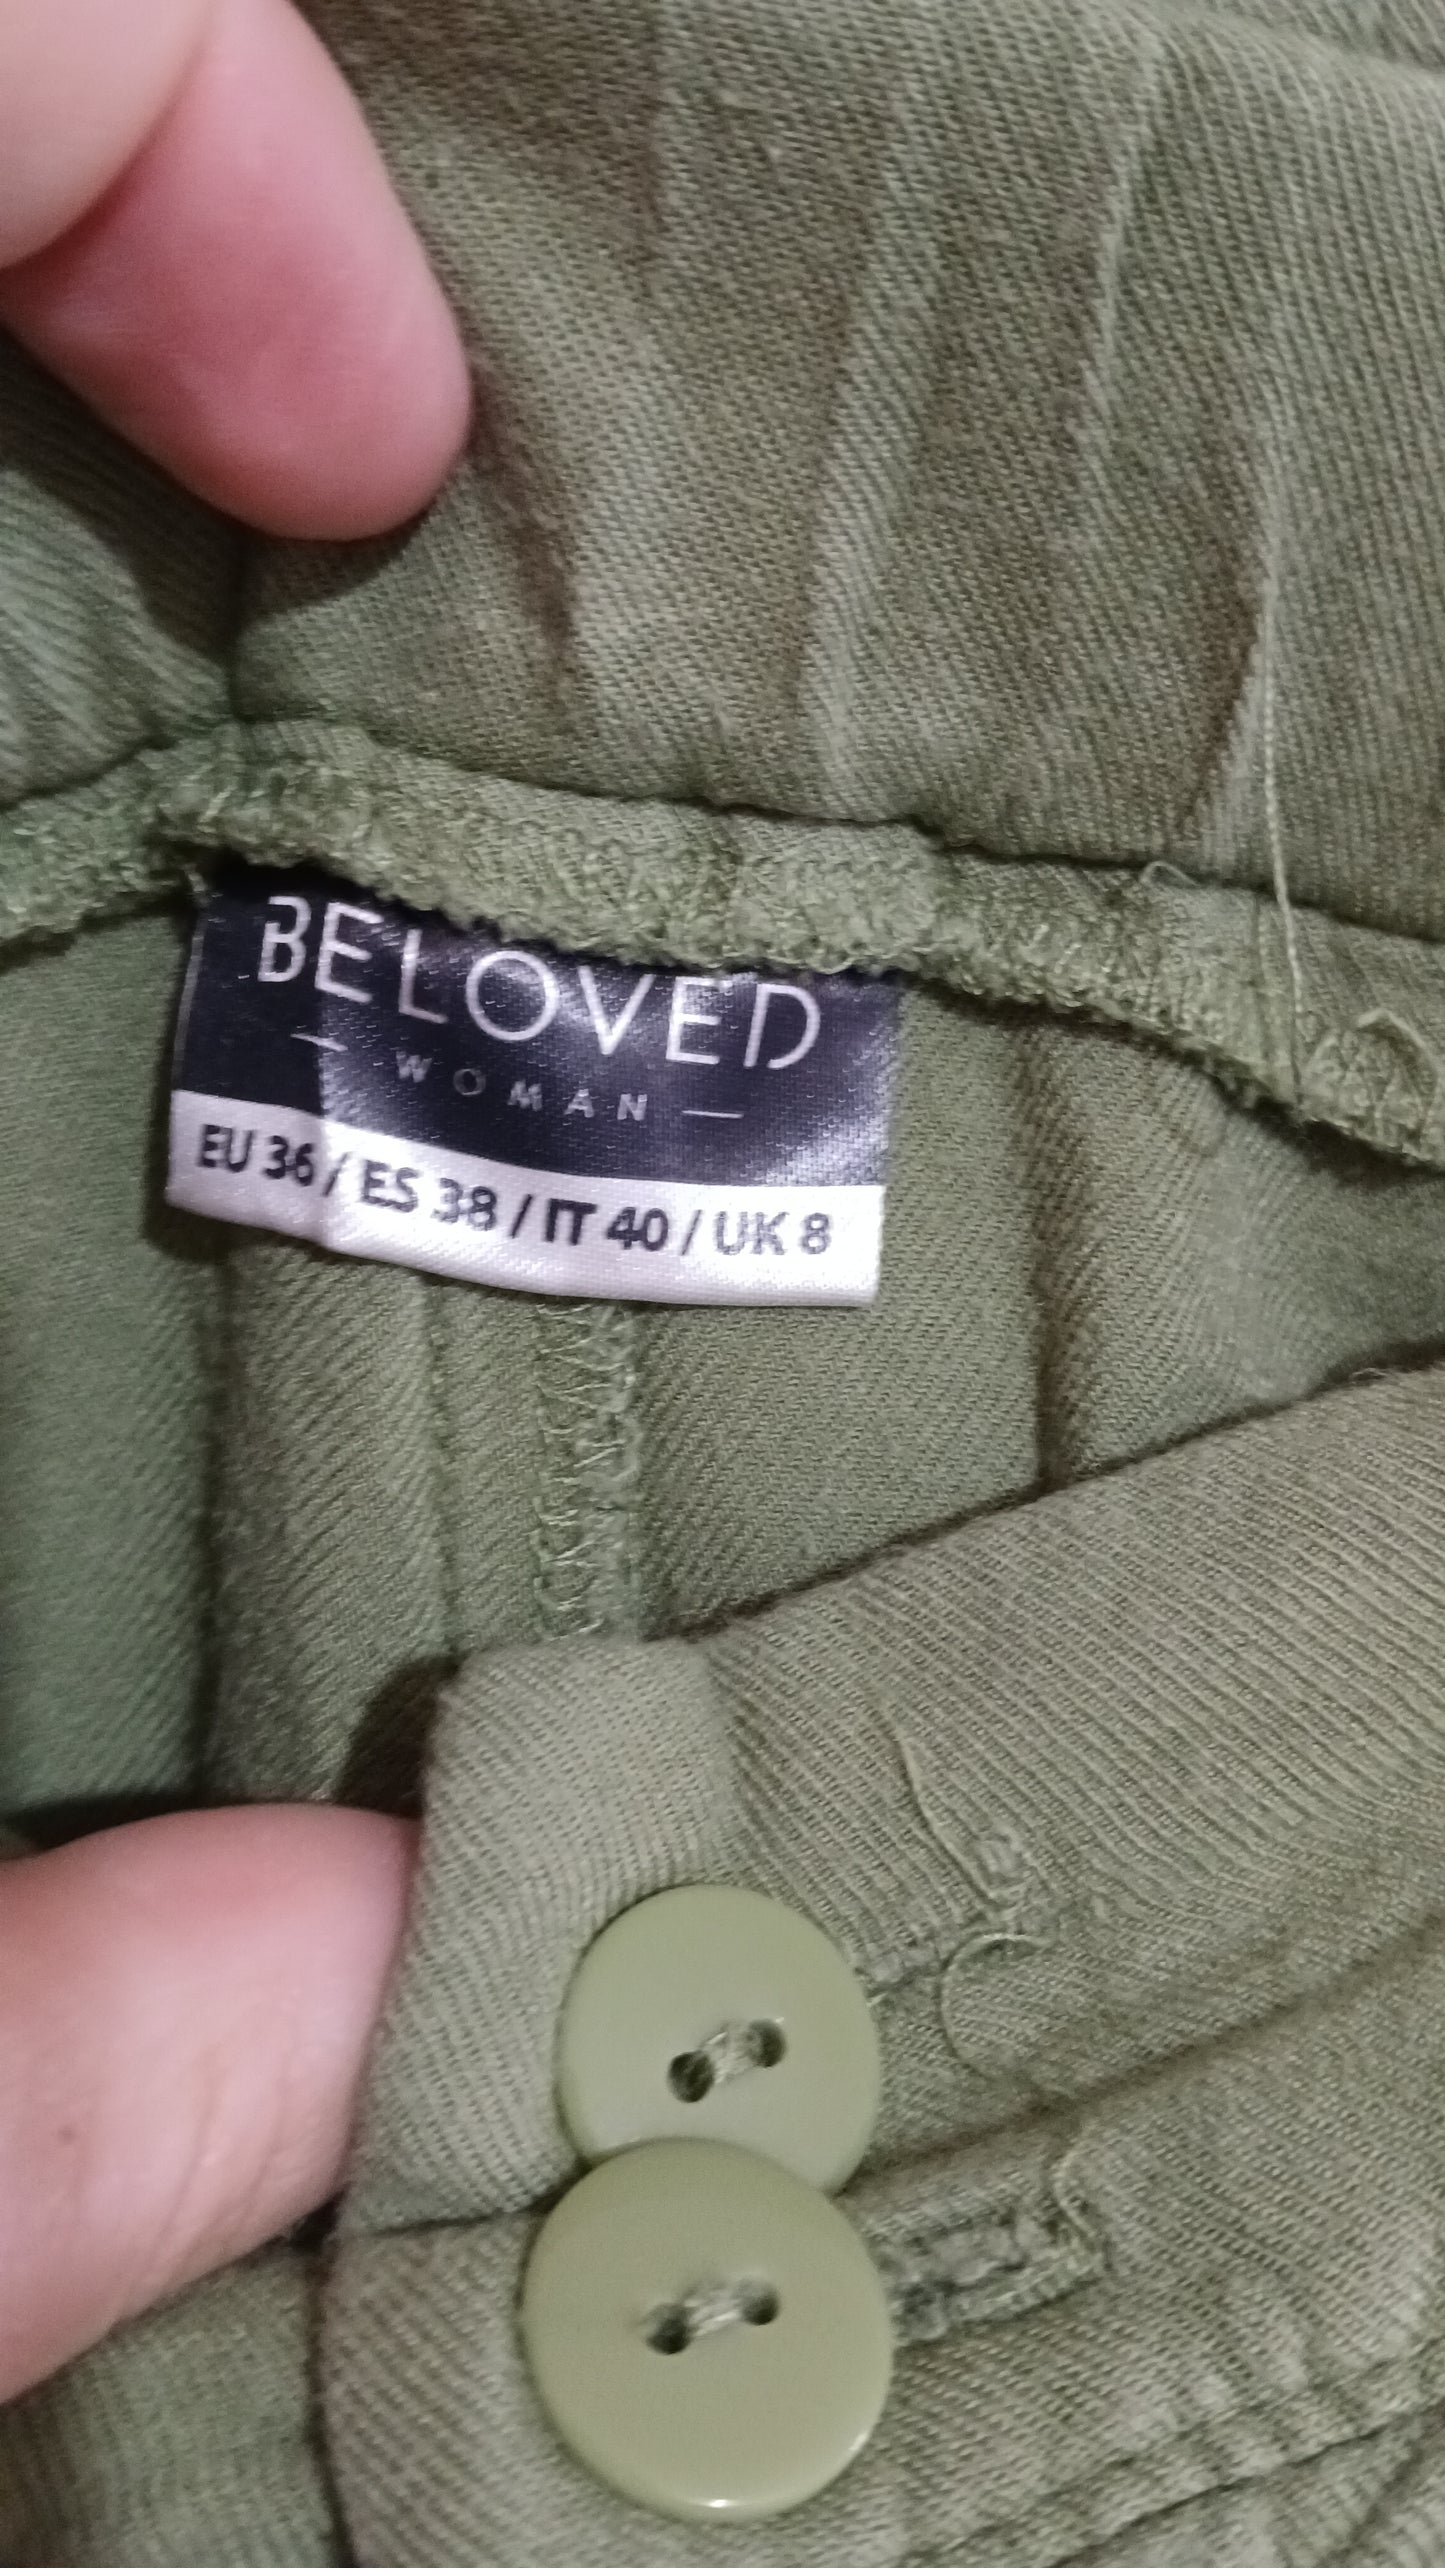 BELOVED
— WOMAN —
EU 36 / ES 38 / IT 40 / UK 8